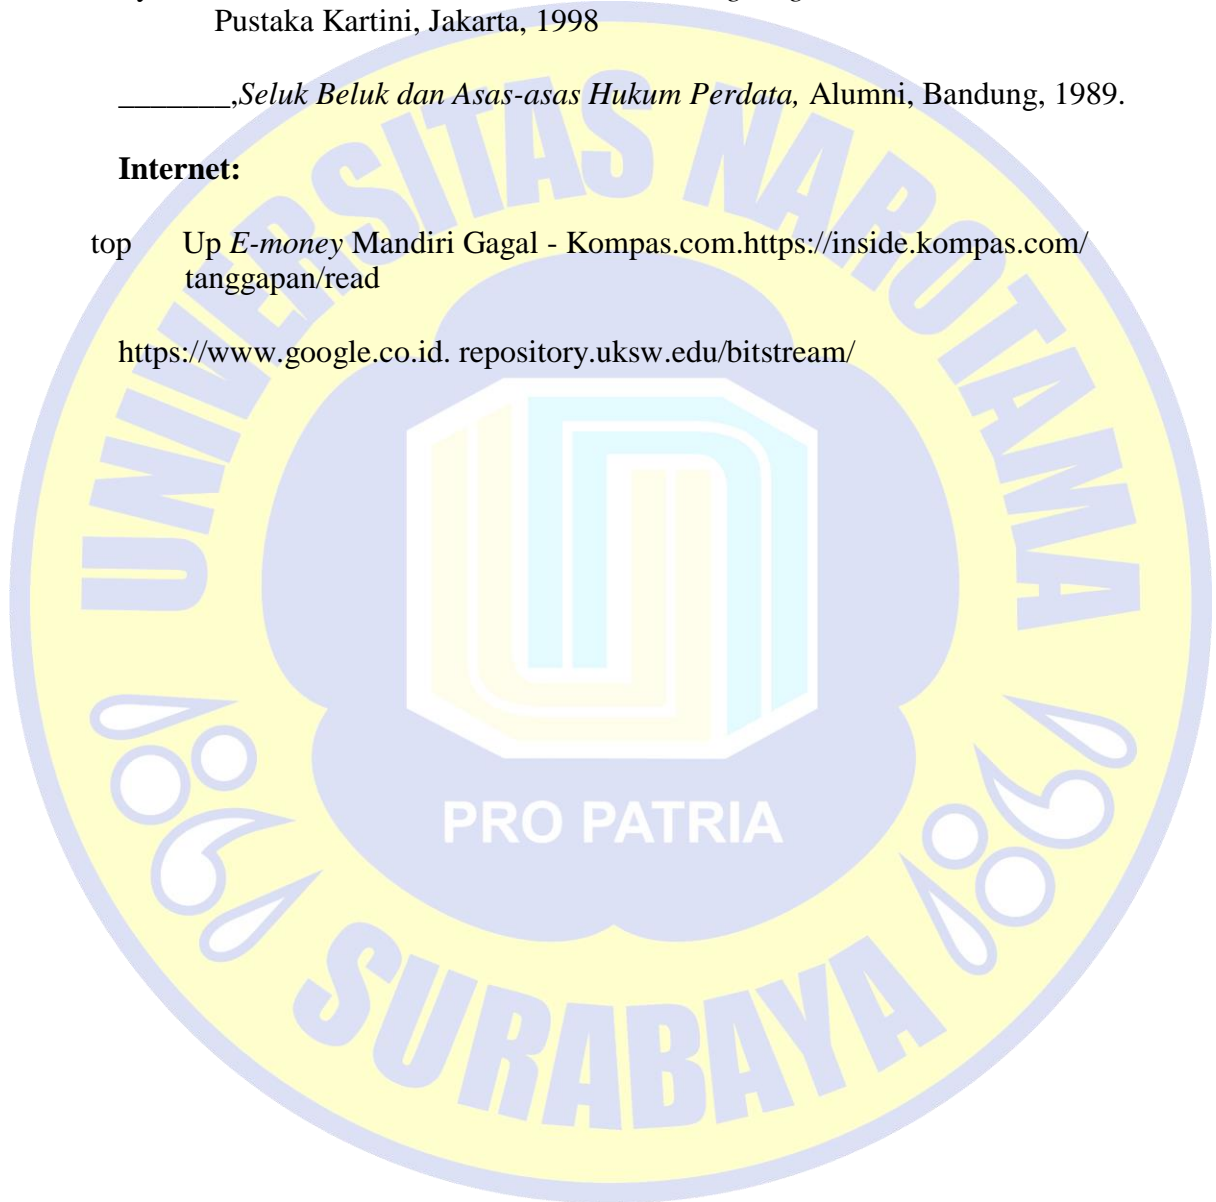 Pustaka Kartini, Jakarta, 1998
_______,Seluk Beluk dan Asas-asas Hukum Perdata, Alumni, Bandung, 1989.
Internet:
top Up E-money Mandiri Gagal - Kompas.com.https://inside.kompas.com/
tanggapan/read
https://www.google.co.id. repository.uksw.edu/bitstream/
UNIVERSITAS NAROTAMA
PRO PATRIA
SURABAYA